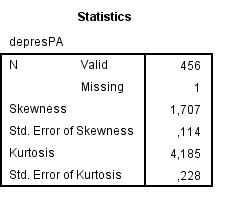 Statistics
depresPA
N Valid 456
Missing 1
Skewness 1,707
Std. Error of Skewness ,114
Kurtosis 4,185
Std. Error of Kurtosis ,228